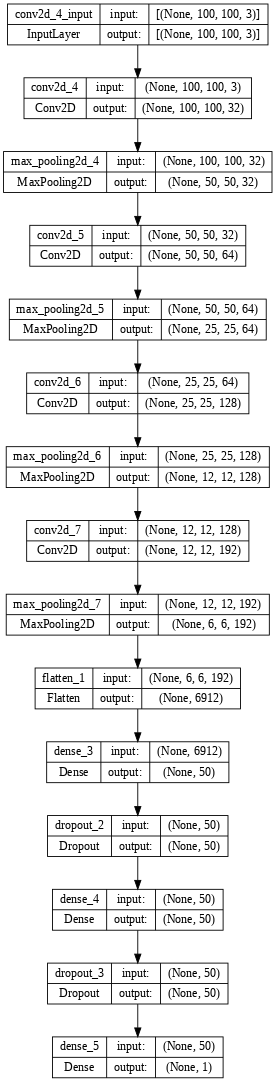 conv2d_4_input input: [(None, 100, 100, 3)]
InputLayer output: [(None, 100, 100, 3)]
conv2d_4 input: (None, 100, 100, 3)
Conv2D output: (None, 100, 100, 32)
max_pooling2d_4 input: (None, 100, 100, 32)
MaxPooling2D output: (None, 50, 50, 32)
conv2d_5 input: (None, 50, 50, 32)
Conv2D output: (None, 50, 50, 64)
max_pooling2d_5 input: (None, 50, 50, 64)
MaxPooling2D output: (None, 25, 25, 64)
conv2d_6 input: (None, 25, 25, 64)
Conv2D output: (None, 25, 25, 128)
max_pooling2d_6 input: (None, 25, 25, 128)
MaxPooling2D output: (None, 12, 12, 128)
conv2d_7 input: (None, 12, 12, 128)
Conv2D output: (None, 12, 12, 192)
max_pooling2d_7 input: (None, 12, 12, 192)
MaxPooling2D output: (None, 6, 6, 192)
flatten_1 input: (None, 6, 6, 192)
Flatten output: (None, 6912)
dense_3 input: (None, 6912)
Dense output: (None, 50)
dropout_2 input: (None, 50)
Dropout output: (None, 50)
dense_4 input: (None, 50)
Dense output: (None, 50)
dropout_3 input: (None, 50)
Dropout output: (None, 50)
dense_5 input: (None, 50)
Dense output: (None, 1)